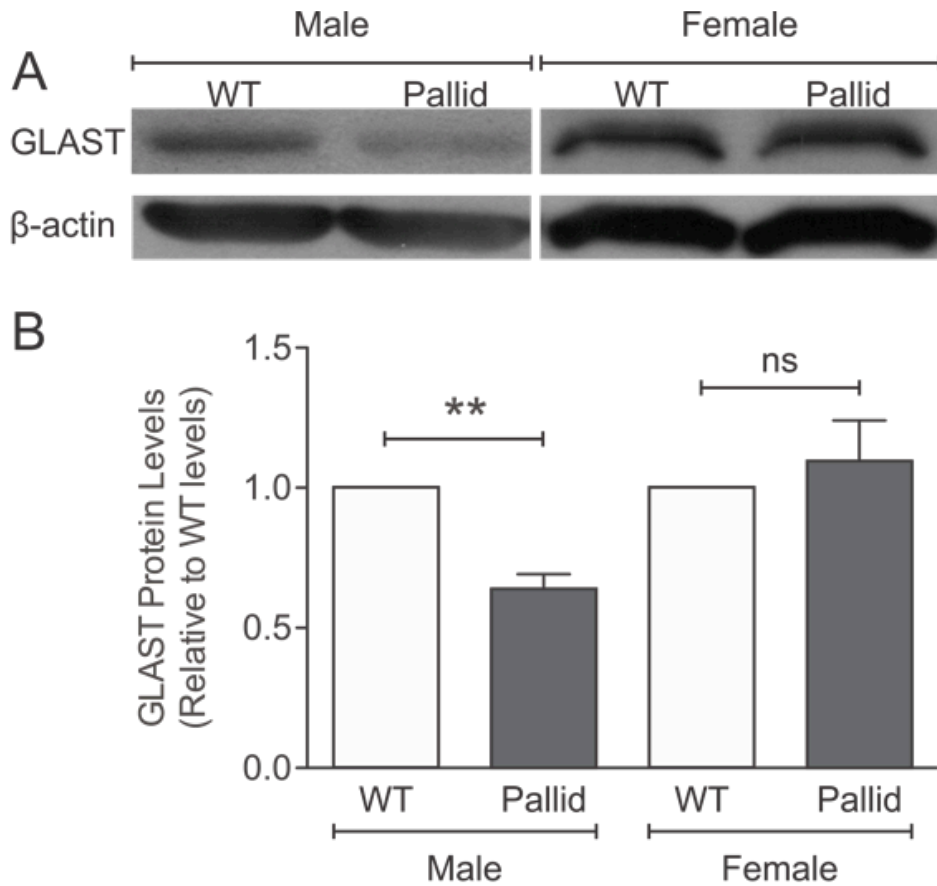 Male Female
A
WT Pallid WT Pallid
GLAST
β-actin
B
GLAST Protein Levels
(Relative to WT levels)
1.5
1.0
0.5
0.0
** ns
WT Pallid WT Pallid
Male Female